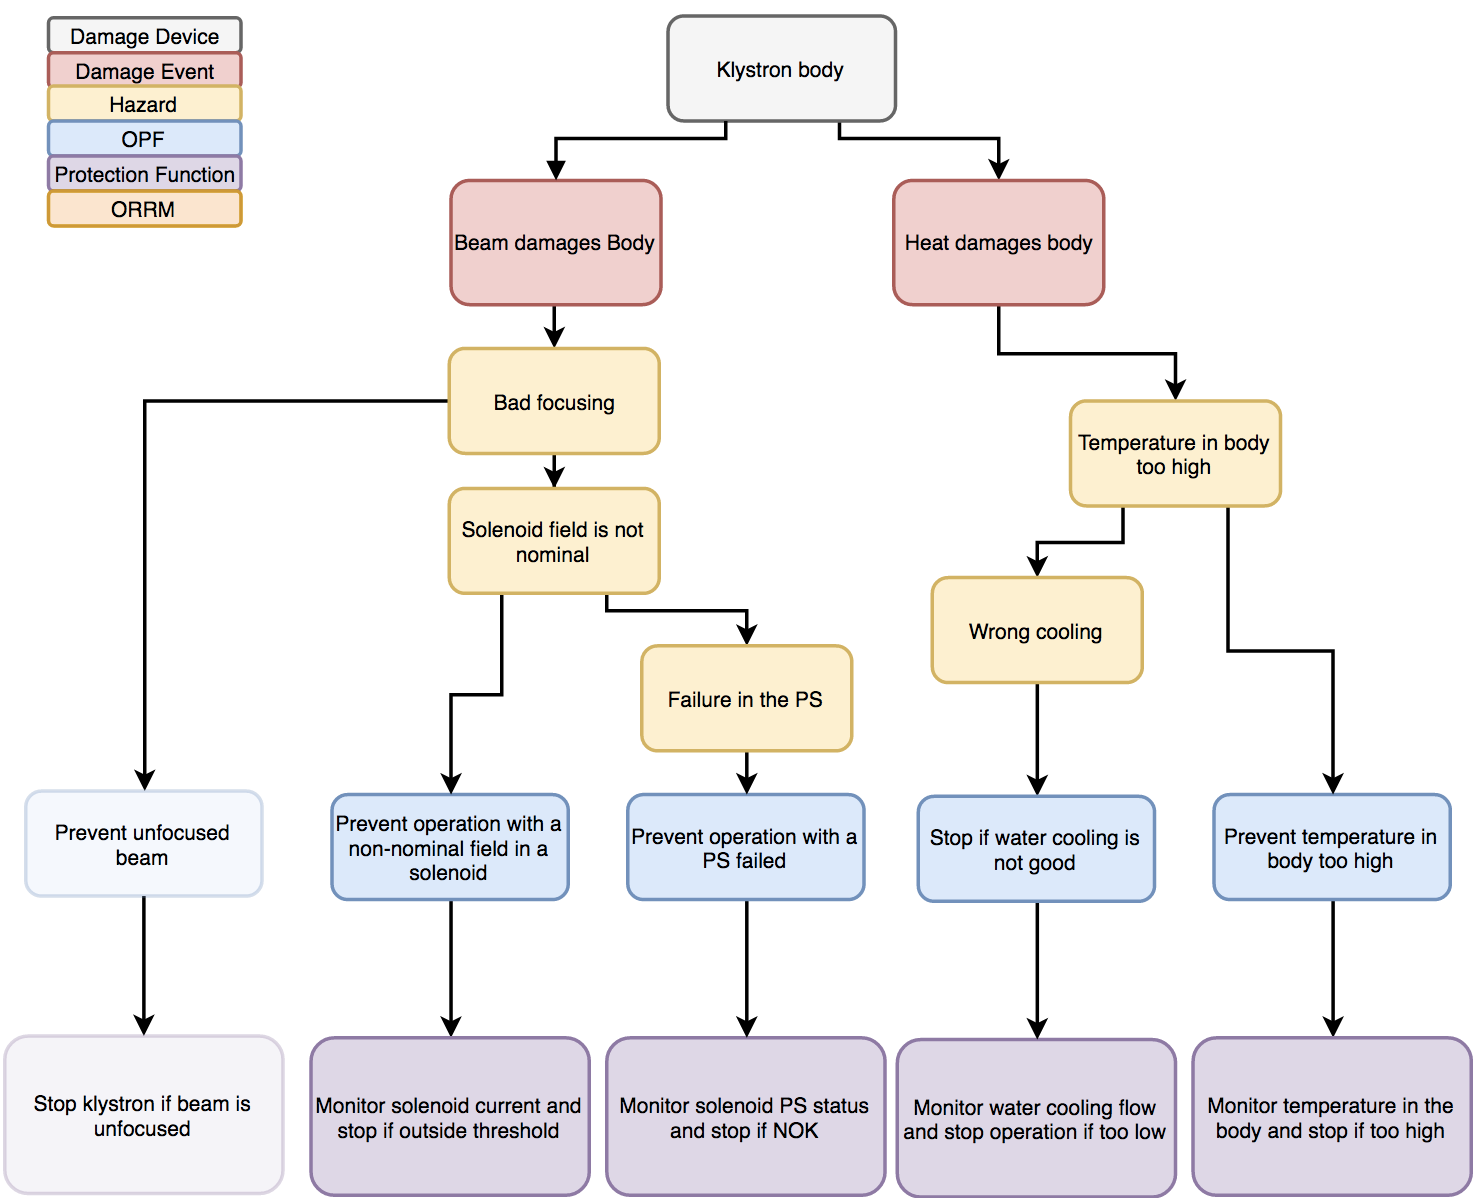 Damage Device
Damage Event
Hazard
OPF
Protection Function
ORRM
Klystron body
Beam damages Body
Heat damages body
Bad focusing
Temperature in body
too high
Solenoid field is not
nominal
Wrong cooling
Failure in the PS
Prevent unfocused
beam
Prevent operation with a
non-nominal field in a
solenoid
Prevent operation with a
PS failed
Stop if water cooling is
not good
Prevent temperature in
body too high
Stop klystron if beam is
unfocused
Monitor solenoid current and
stop if outside threshold
Monitor solenoid PS status
and stop if NOK
Monitor water cooling flow
and stop operation if too low
Monitor temperature in the
body and stop if too high